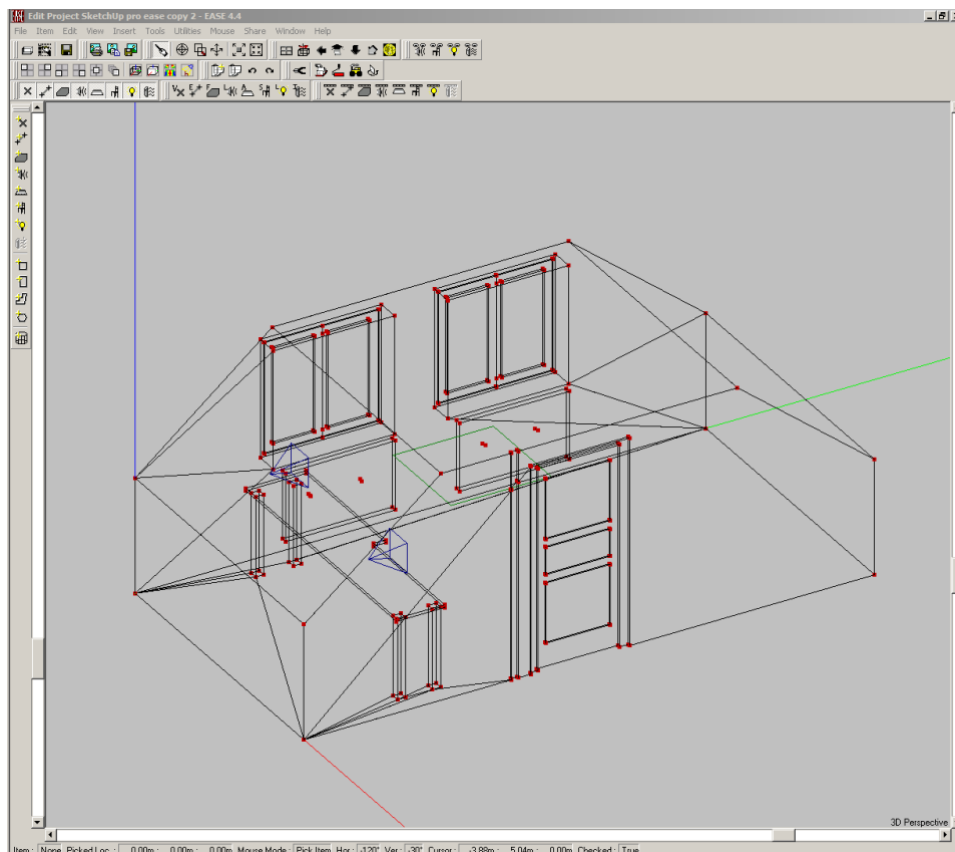 Edit Project SketchUp pro ease copy 2 - EASE 4.4
File Item Edit View Insert Tools Utilities Mouse Share Window Help
3D Perspective
Item : None Picked Loc. : 0.00m : 0.00m : 0.00m Mouse Mode : Pick Item Hor : -120° Ver : -30° Cursor : -3.88m : 5.04m : 0.00m Checked : True